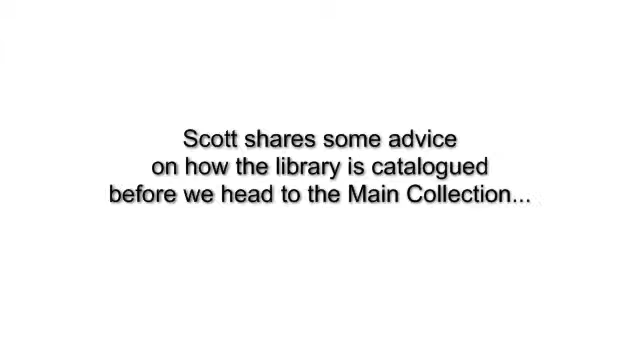 Scott shares some advice
on how the library is catalogued
before we head to the Main Collection...